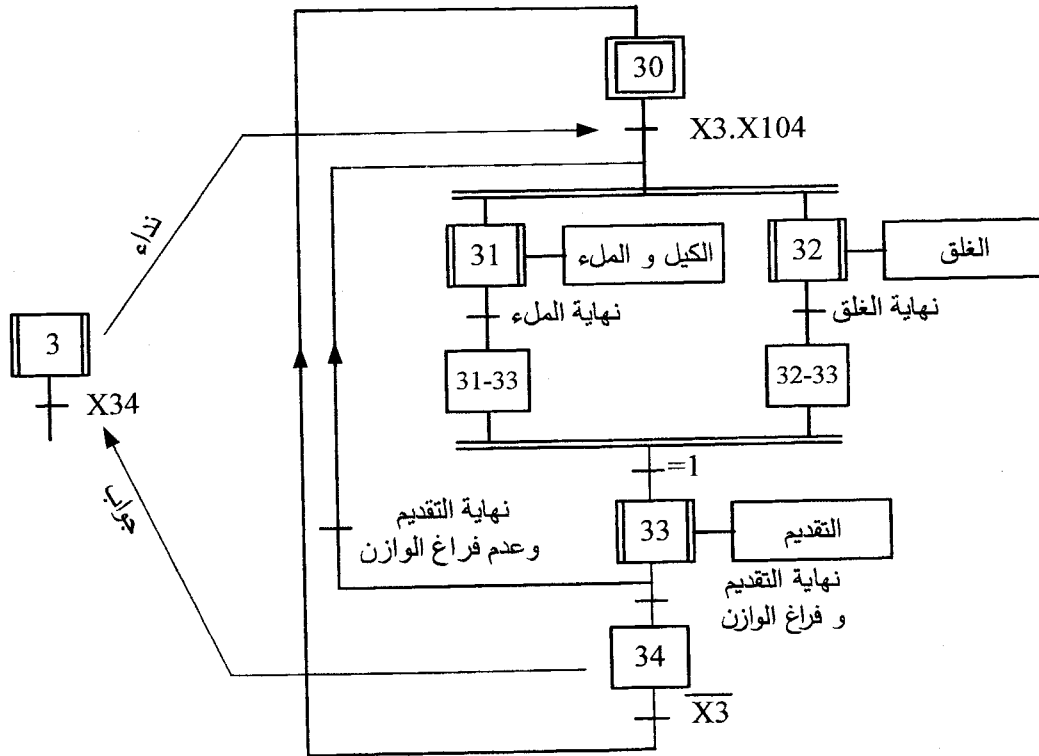 30
X3.X104
نداء
31
الكيل و الملء
32
الغلق
نهاية الملء
نهاية الغلق
3
X34
31-33
32-33
=1
جواب
نهاية التقديم
وعدم فراغ الوازن
33
التقديم
نهاية التقديم
و فراغ الوازن
34
X̅3̅